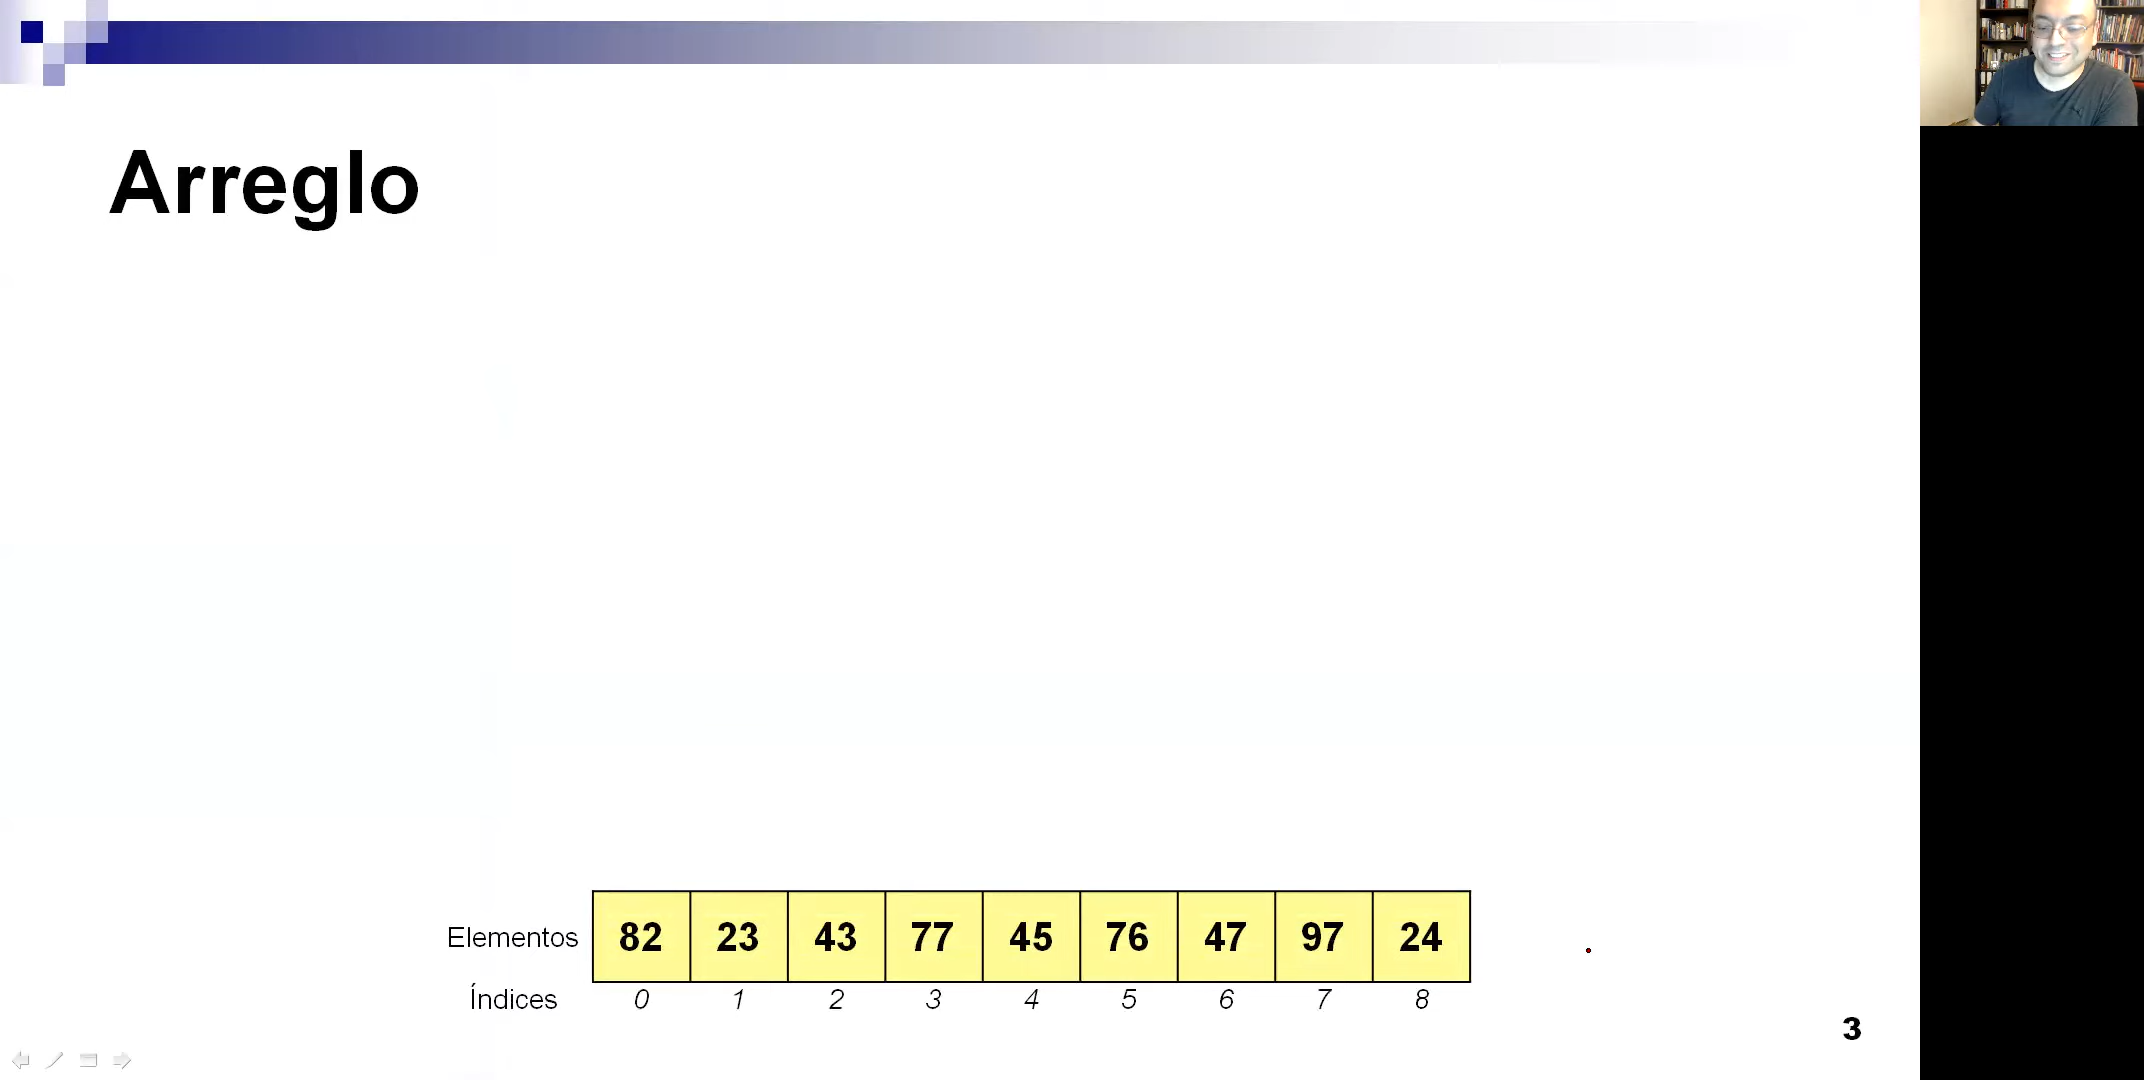 Arreglo
Elementos 82 23 43 77 45 76 47 97 24
Índices 0 1 2 3 4 5 6 7 8
3